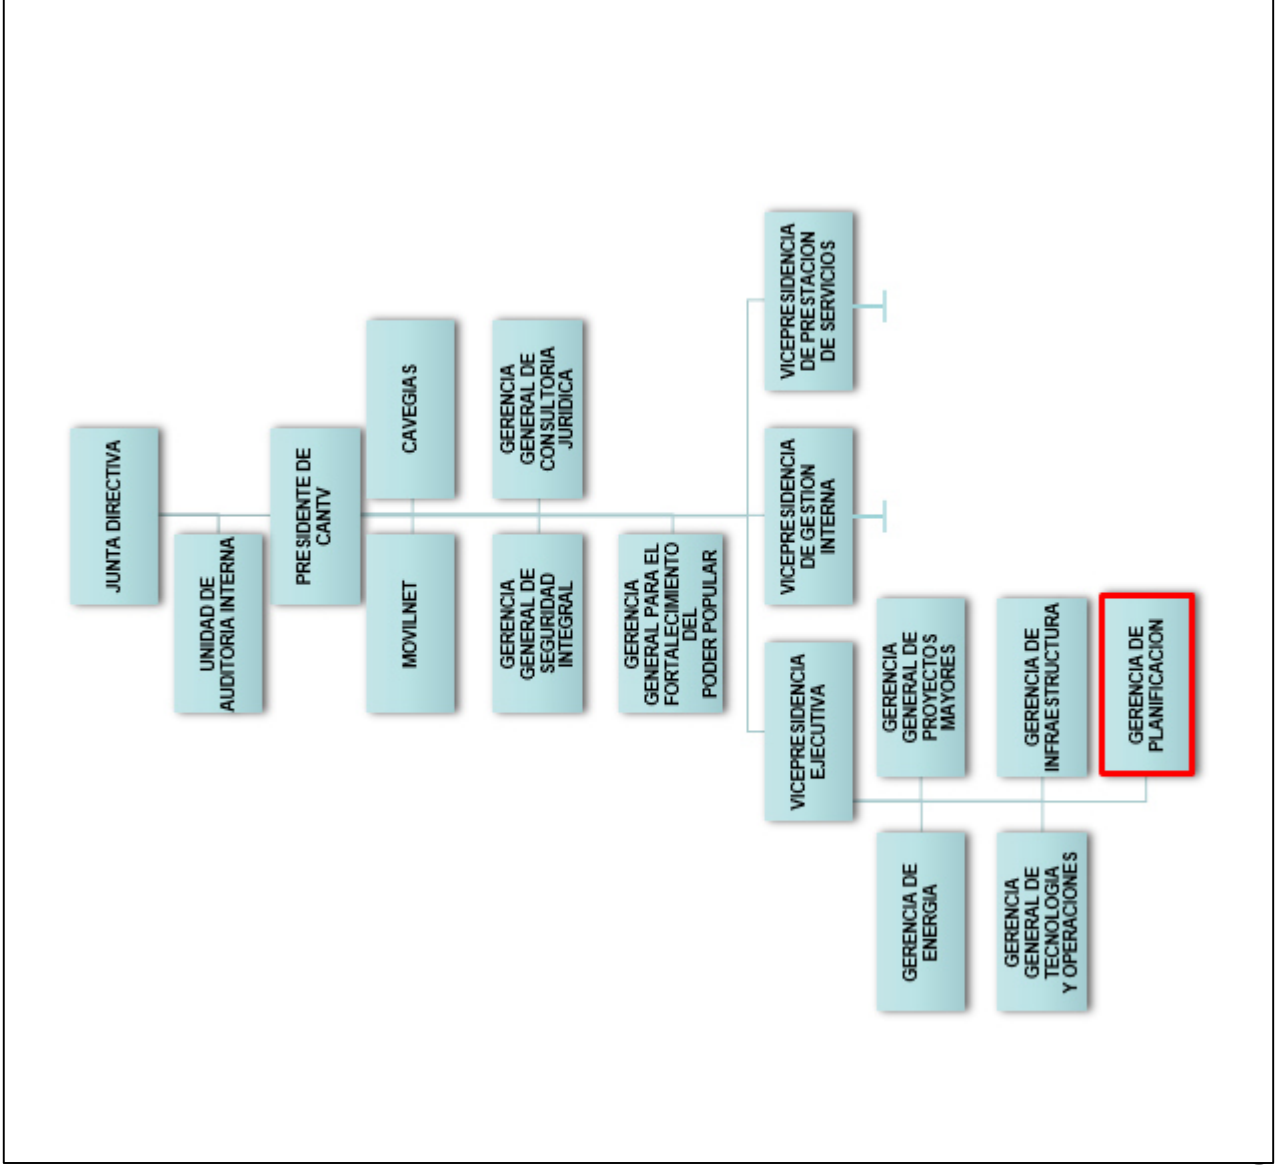 JUNTA DIRECTIVA
UNIDAD DE
AUDITORIA INTERNA
PRESIDENTE DE
CANTV
MOVILNET
CAVEGIAS
GERENCIA
GENERAL DE
SEGURIDAD
INTEGRAL
GERENCIA
GENERAL DE
CONSULTORIA
JURIDICA
GERENCIA
GENERAL PARA EL
FORTALECIMIENTO
DEL
PODER POPULAR
VICEPRESIDENCIA
EJECUTIVA
VICEPRESIDENCIA
DE GESTION
INTERNA
VICEPRESIDENCIA
DE PRESTACION
DE SERVICIOS
GERENCIA DE
ENERGIA
GERENCIA
GENERAL DE
PROYECTOS
MAYORES
GERENCIA
GENERAL DE
TECNOLOGIA
Y OPERACIONES
GERENCIA DE
INFRAESTRUCTURA
GERENCIA DE
PLANIFICACION